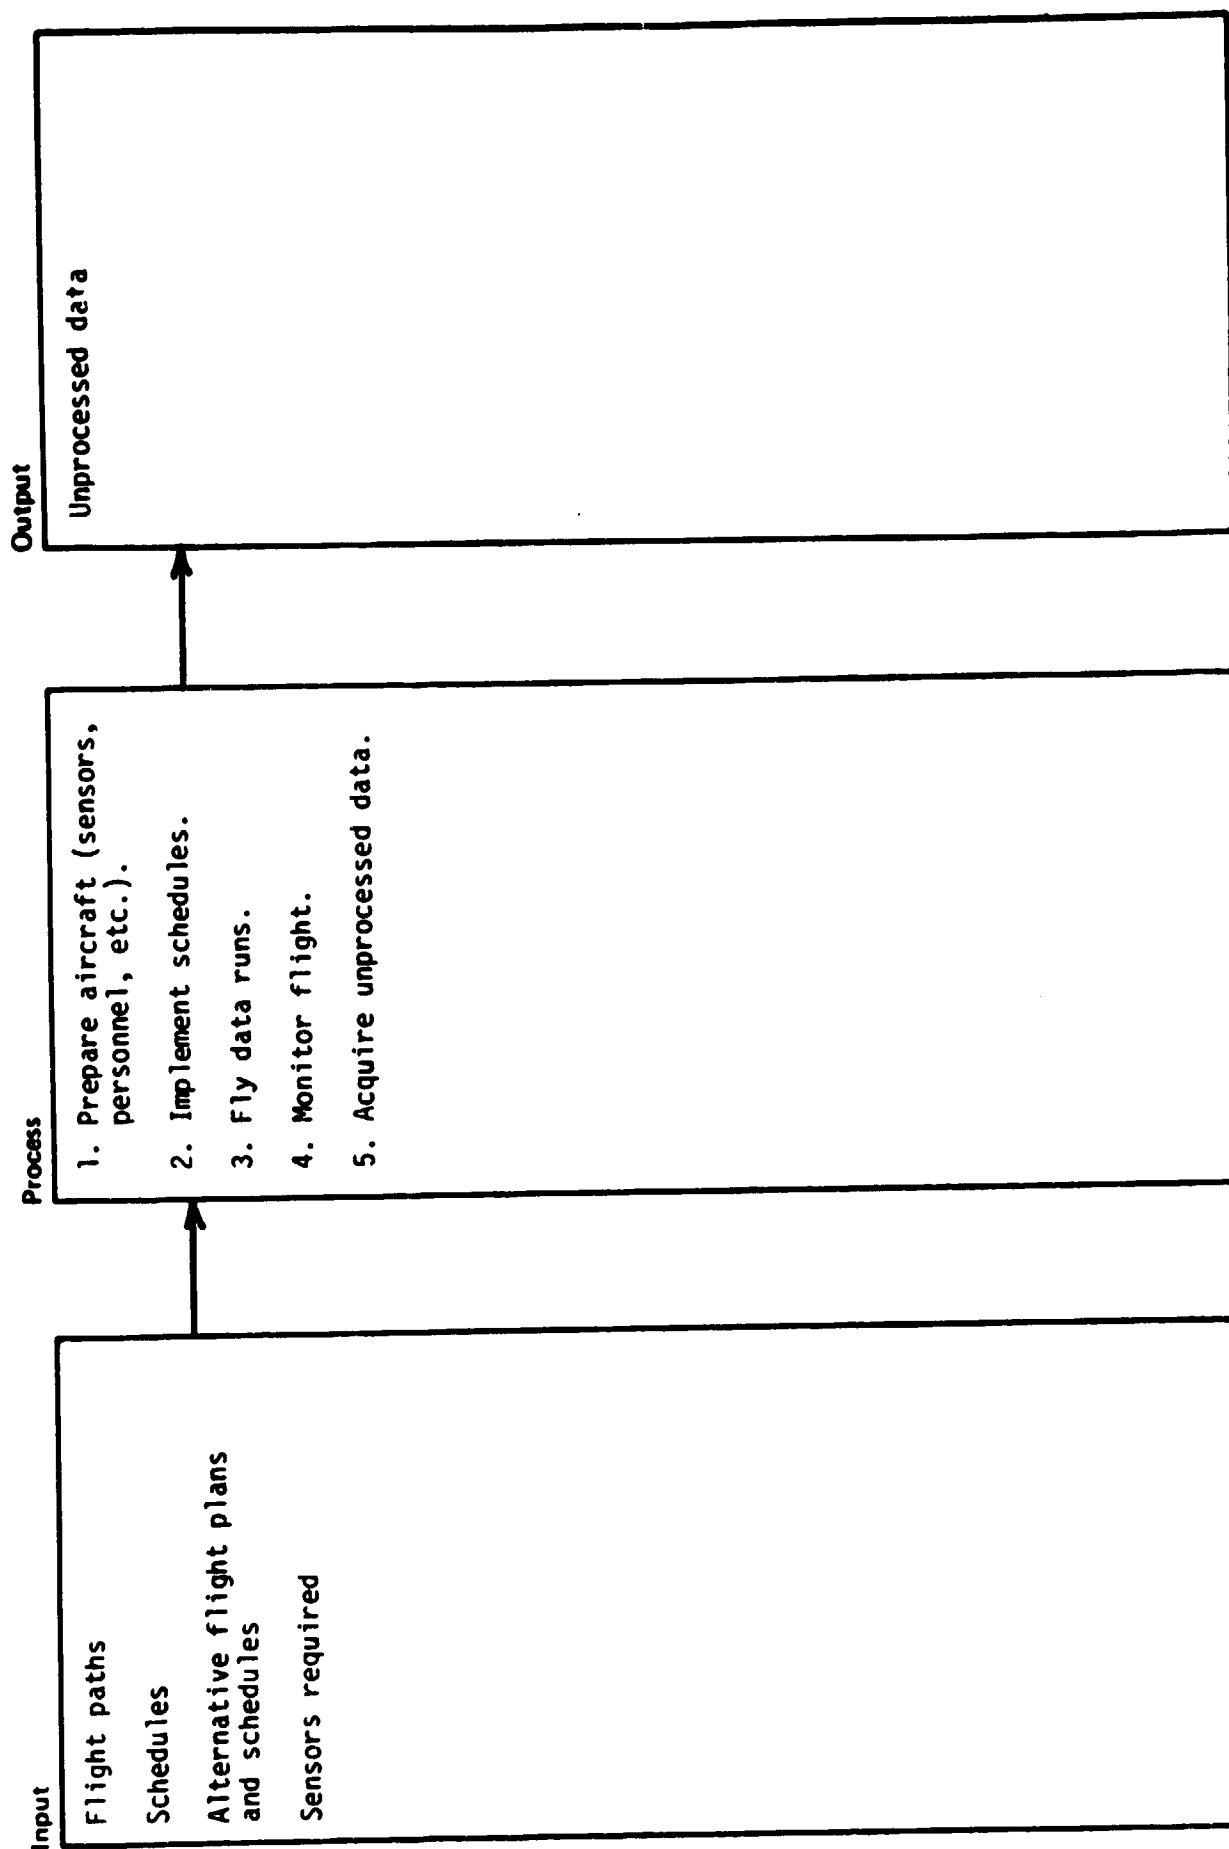 Input
Flight paths
Schedules
Alternative flight plans
and schedules
Sensors required
Process
1. Prepare aircraft (sensors,
personnel, etc.).
2. Implement schedules.
3. Fly data runs.
4. Monitor flight.
5. Acquire unprocessed data.
Output
Unprocessed data